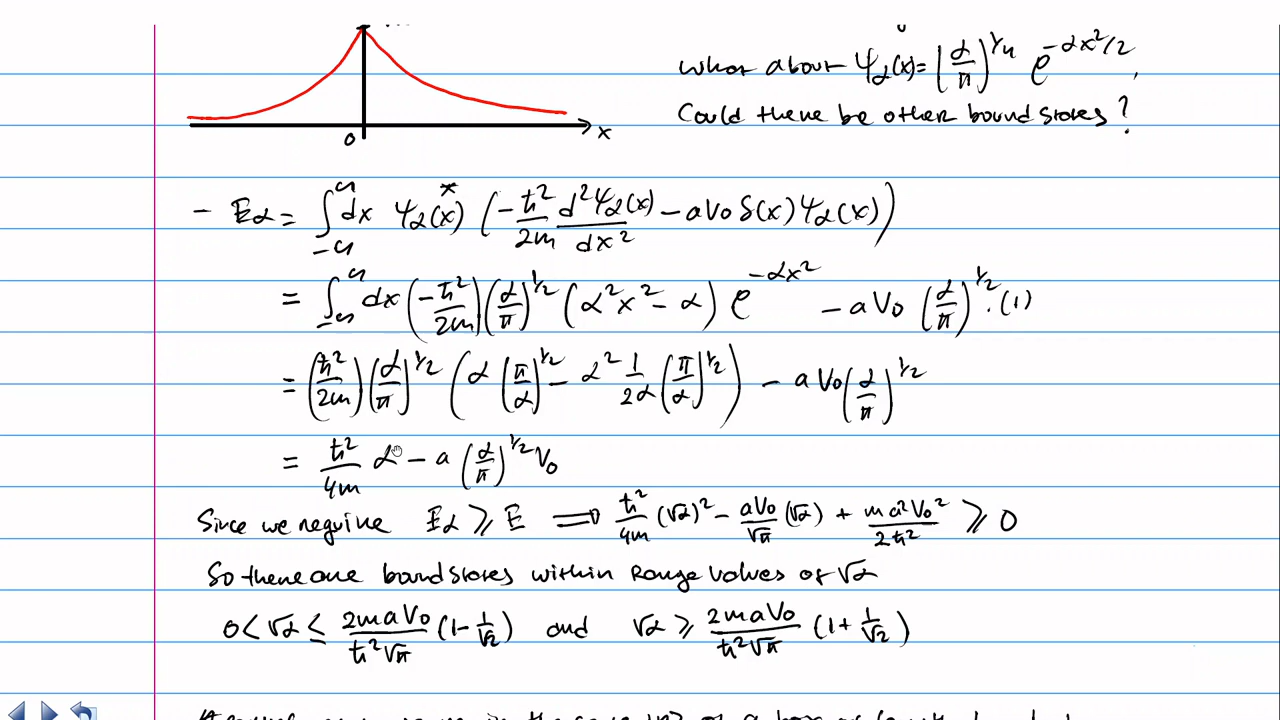 What about ψ_α(x) = (α/π)^{1/4} e^{-αx²/2},
Could there be other bound states?
0
x
- E_α = ∫_{-a}^{a} dx ψ_α(x)^* (-ħ²/2m d²ψ_α(x)/dx² - aV₀ δ(x)ψ_α(x))
= ∫_{-a}^{a} dx (-ħ²/2m)(α/π)^{1/2} (α²x² - α) e^{-αx²} - aV₀ (α/π)^{1/2}.(1)
= (ħ²/2m)(α/π)^{1/2} (α(π/α)^{1/2} - α² 1/2α (π/α)^{1/2}) - aV₀(α/π)^{1/2}
= ħ²/4m α - a(α/π)^{1/2} V₀
Since we require E_α ⩾ E ⟹ ħ²/4m (√α)² - aV₀/√π (√α) + ma²V₀²/2ħ² ⩾ 0
So there are bound states within range values of √α
0 < √α ≤ 2maV₀/ħ²√π (1 - 1/√2) and √α ⩾ 2maV₀/ħ²√π (1 + 1/√2)